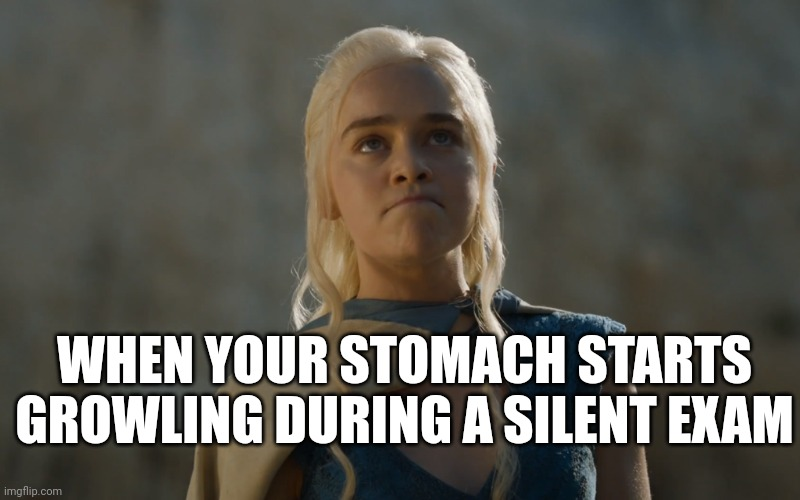 WHEN YOUR STOMACH STARTS
GROWLING DURING A SILENT EXAM
imgflip.com